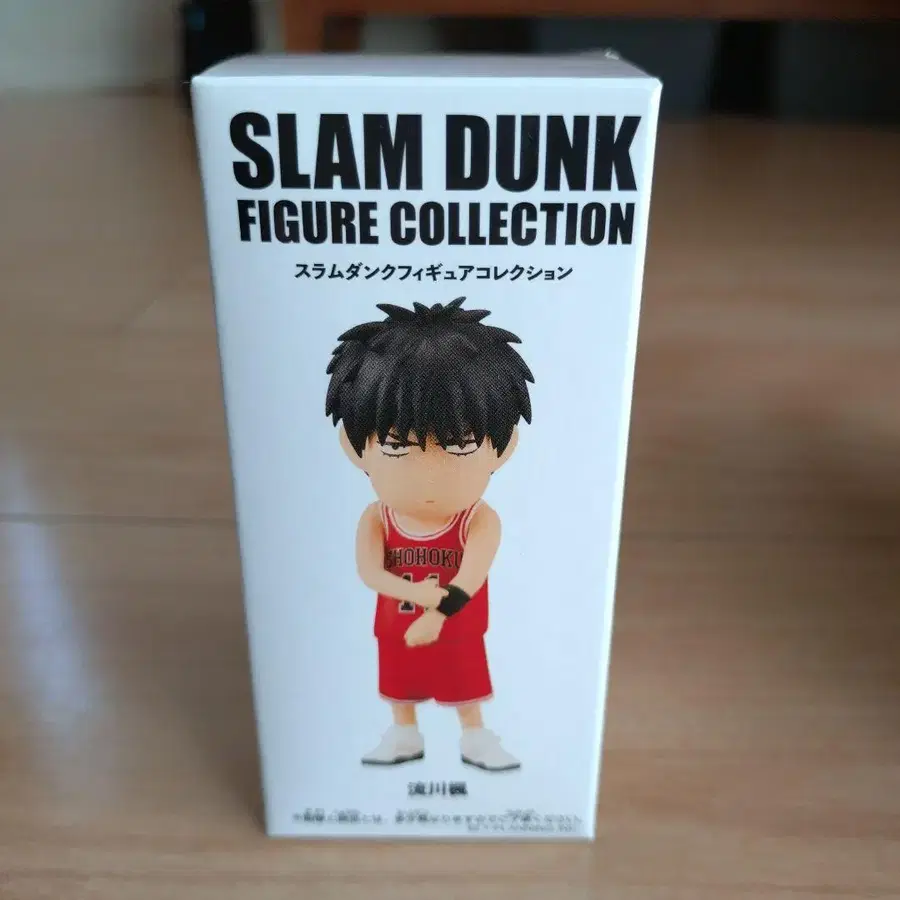 SLAM DUNK
FIGURE COLLECTION
スラムダンクフィギュアコレクション
SHOHOKU
11
流川楓